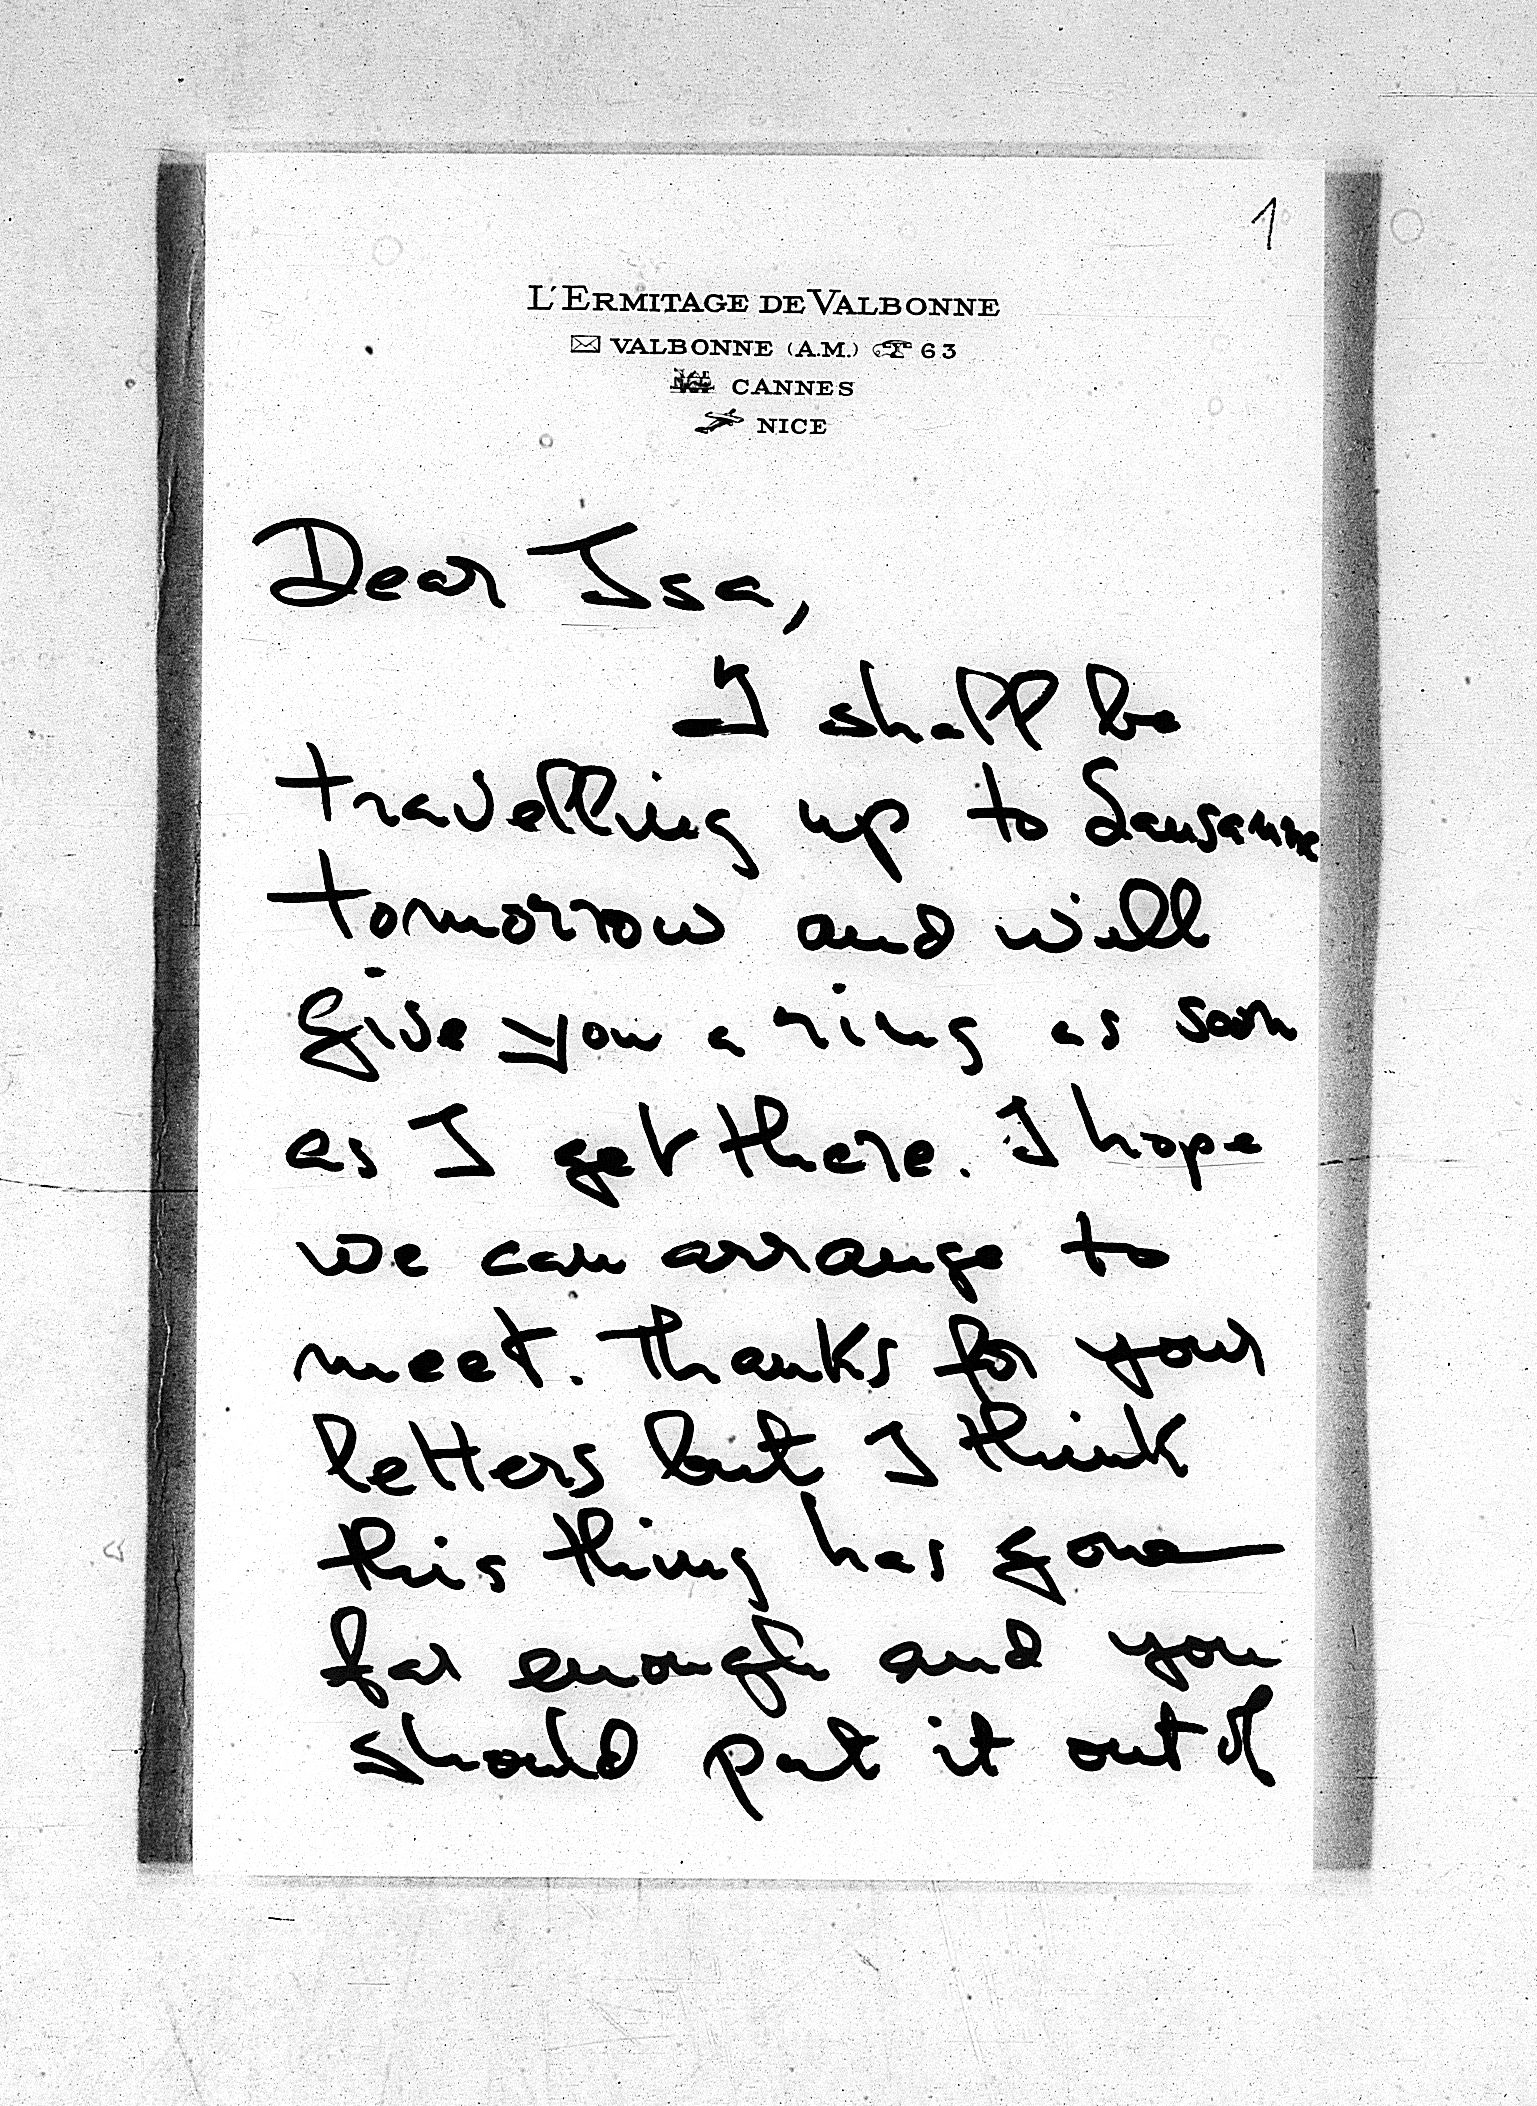 1
L'ERMITAGE DE VALBONNE
VALBONNE (A.M.) 63
CANNES
NICE
Dear Isa,
I shall be
travelling up to Lausanne
tomorrow and will
give you a ring as soon
as I get there. I hope
we can arrange to
meet. Thanks for your
letters but I think
this thing has gone
far enough and you
should put it out of